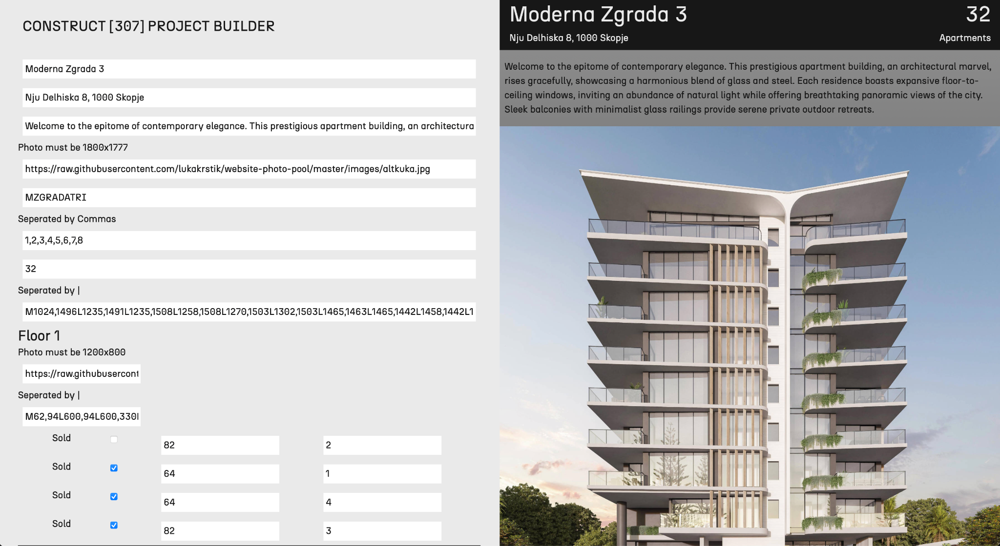 CONSTRUCT [307] PROJECT BUILDER
Moderna Zgrada 3
Nju Delhiska 8, 1000 Skopje
Welcome to the epitome of contemporary elegance. This prestigious apartment building, an architectura
Photo must be 1800x1777
https://raw.githubusercontent.com/lukakrstik/website-photo-pool/master/images/altkuka.jpg
MZGRADATRI
Seperated by Commas
1,2,3,4,5,6,7,8
32
Seperated by |
M1024,1496L1235,1491L1235,1508L1258,1508L1270,1503L1302,1503L1465,1463L1465,1442L1458,1442L1
Floor 1
Photo must be 1200x800
https://raw.githubusercont
Seperated by |
M62,94L600,94L600,330l
Sold 82 2
Sold 64 1
Sold 64 4
Sold 82 3
Moderna Zgrada 3
32
Nju Delhiska 8, 1000 Skopje
Apartments
Welcome to the epitome of contemporary elegance. This prestigious apartment building, an architectural marvel,
rises gracefully, showcasing a harmonious blend of glass and steel. Each residence boasts expansive floor-to-
ceiling windows, inviting an abundance of natural light while offering breathtaking panoramic views of the city.
Sleek balconies with minimalist glass railings provide serene private outdoor retreats.